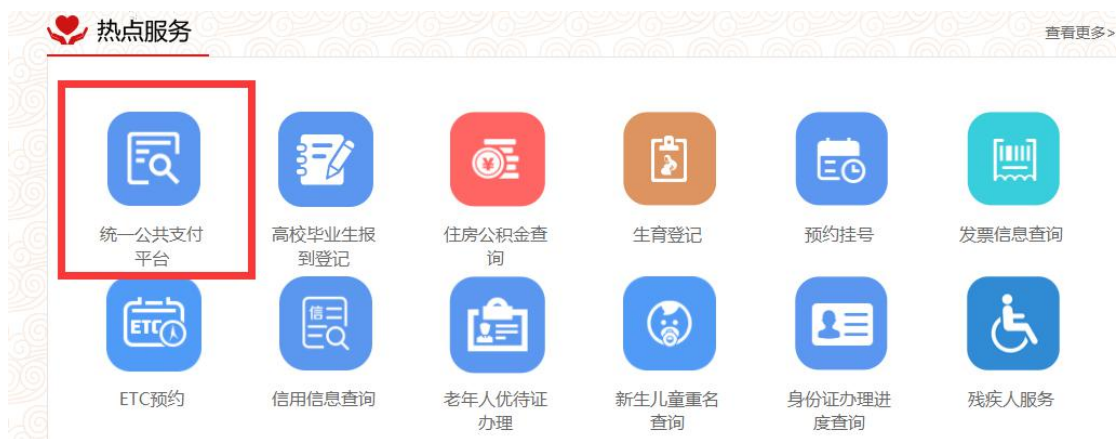 热点服务
查看更多>
统一公共支付
平台
高校毕业生报
到登记
住房公积金查
询
生育登记
预约挂号
发票信息查询
ETC
信
ETC预约
信用信息查询
老年人优待证
办理
新生儿童重名
查询
身份证办理进
度查询
残疾人服务